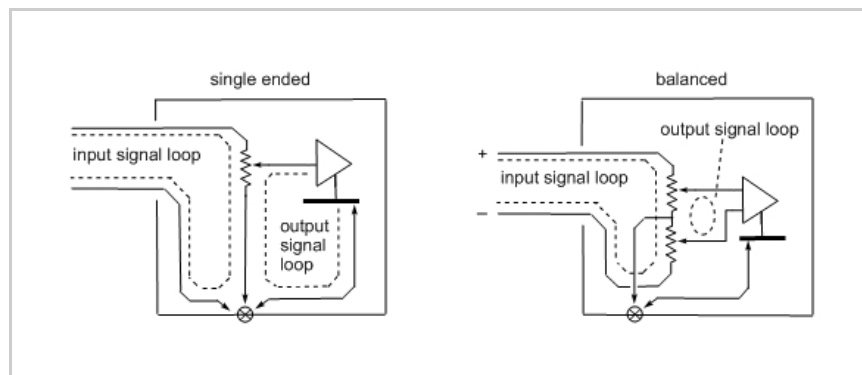 single ended
input signal loop
output
signal
loop
balanced
output signal loop
+
input signal loop
−